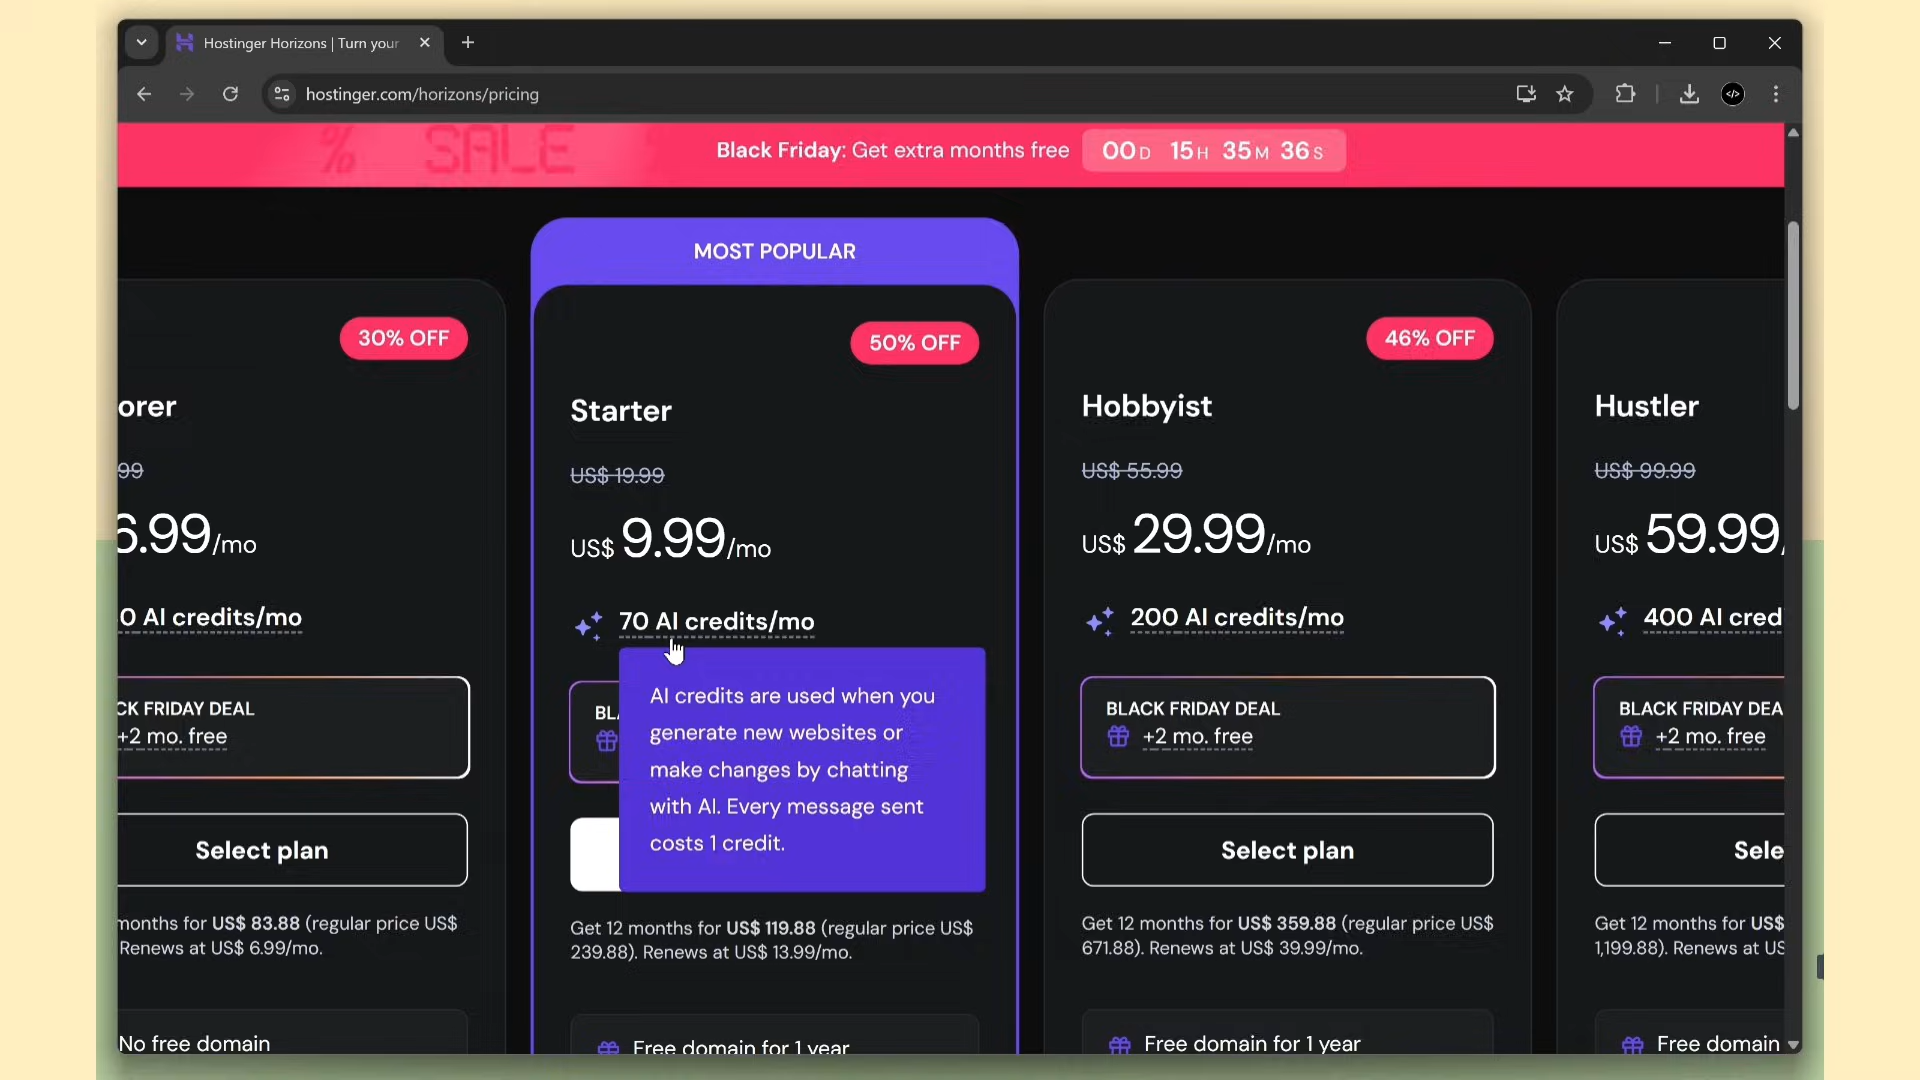 Hostinger Horizons | Turn your
hostinger.com/horizons/pricing
% SALE
Black Friday: Get extra months free 00D 15H 35M 36S
MOST POPULAR
30% OFF
orer
99
6.99/mo
0 AI credits/mo
CK FRIDAY DEAL
+2 mo. free
Select plan
months for US$ 83.88 (regular price US$
Renews at US$ 6.99/mo.
No free domain
50% OFF
Starter
US$ 19.99
US$ 9.99/mo
70 AI credits/mo
BLA
AI credits are used when you
generate new websites or
make changes by chatting
with AI. Every message sent
costs 1 credit.
Get 12 months for US$ 119.88 (regular price US$
239.88). Renews at US$ 13.99/mo.
Free domain for 1 year
46% OFF
Hobbyist
US$ 55.99
US$ 29.99/mo
200 AI credits/mo
BLACK FRIDAY DEAL
+2 mo. free
Select plan
Get 12 months for US$ 359.88 (regular price US$
671.88). Renews at US$ 39.99/mo.
Free domain for 1 year
Hustler
US$ 99.99
US$ 59.99/
400 AI cred
BLACK FRIDAY DEA
+2 mo. free
Sele
Get 12 months for US$
1,199.88). Renews at US
Free domain